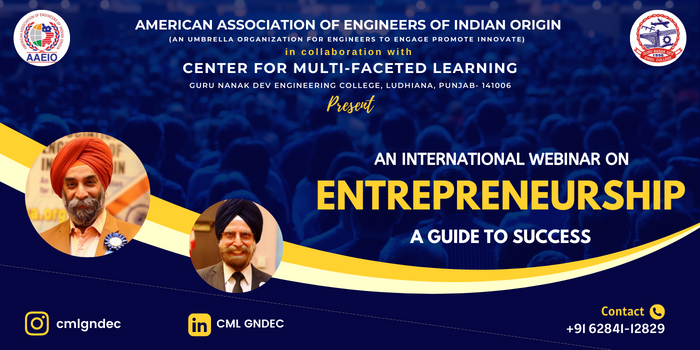 AMERICAN ASSOCIATION OF ENGINEERS OF INDIAN ORIGIN
(AN UMBRELLA ORGANIZATION FOR ENGINEERS TO ENGAGE PROMOTE INNOVATE)
in collaboration with
CENTER FOR MULTI-FACETED LEARNING
GURU NANAK DEV ENGINEERING COLLEGE, LUDHIANA, PUNJAB- 141006
Present
AAEIO
AN INTERNATIONAL WEBINAR ON
ENTREPRENEURSHIP
A GUIDE TO SUCCESS
cmlgndec
in CML GNDEC
Contact
+91 62841-12829